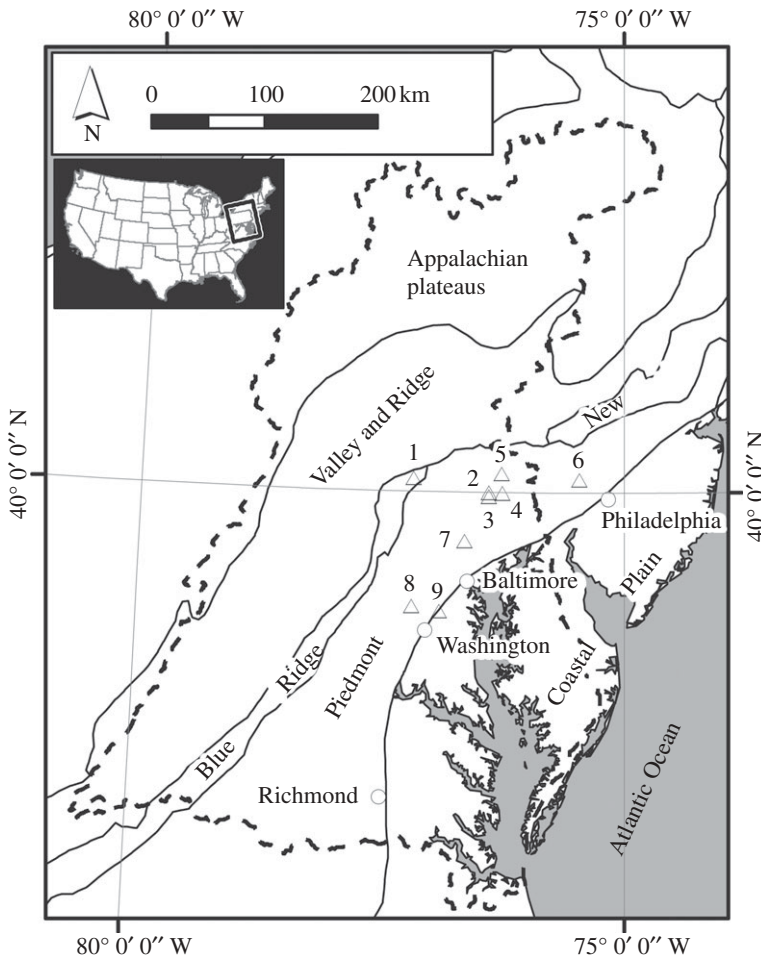 80° 0′ 0″ W
75° 0′ 0″ W
0
100
200 km
N
Appalachian
plateaus
Valley and Ridge
New
40° 0′ 0″ N
40° 0′ 0″ N
1
5
6
2
3
4
Philadelphia
7
Baltimore
Plain
8
9
Washington
Ridge
Piedmont
Coastal
Blue
Richmond
Atlantic Ocean
80° 0′ 0″ W
75° 0′ 0″ W